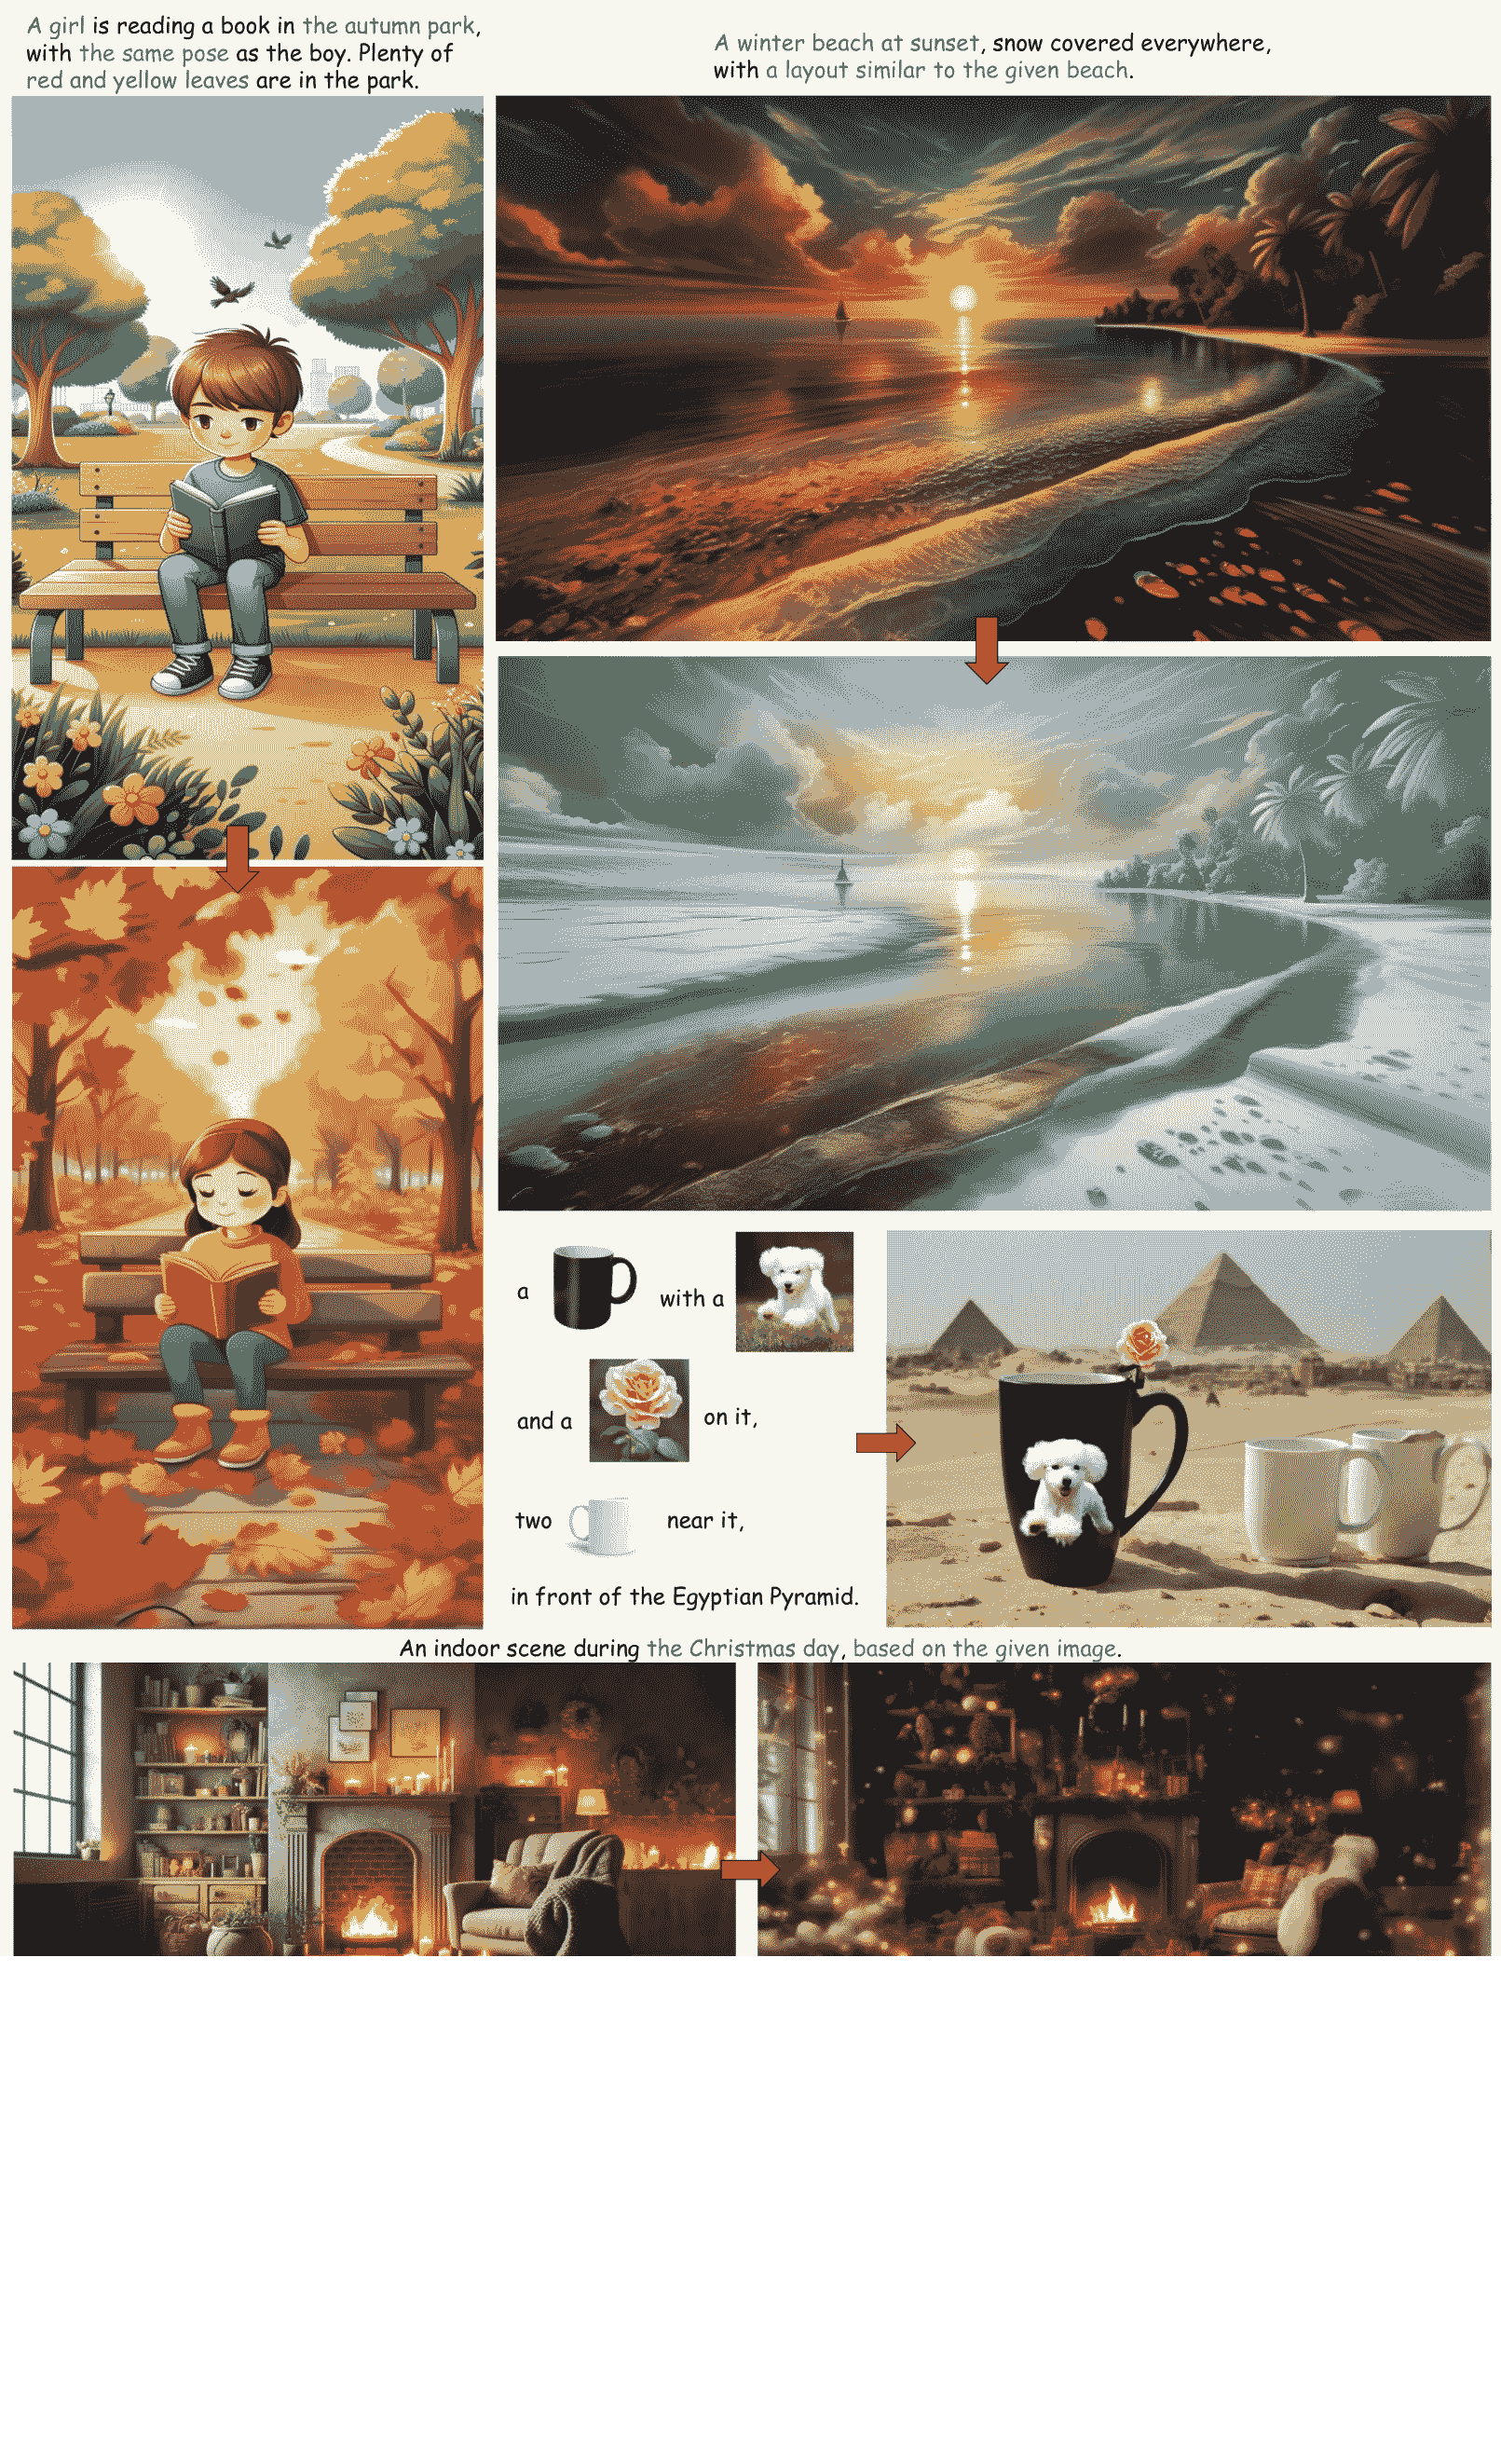 A girl is reading a book in the autumn park,
with the same pose as the boy. Plenty of
red and yellow leaves are in the park.
A winter beach at sunset, snow covered everywhere,
with a layout similar to the given beach.
a with a
and a on it,
two near it,
in front of the Egyptian Pyramid.
An indoor scene during the Christmas day, based on the given image.